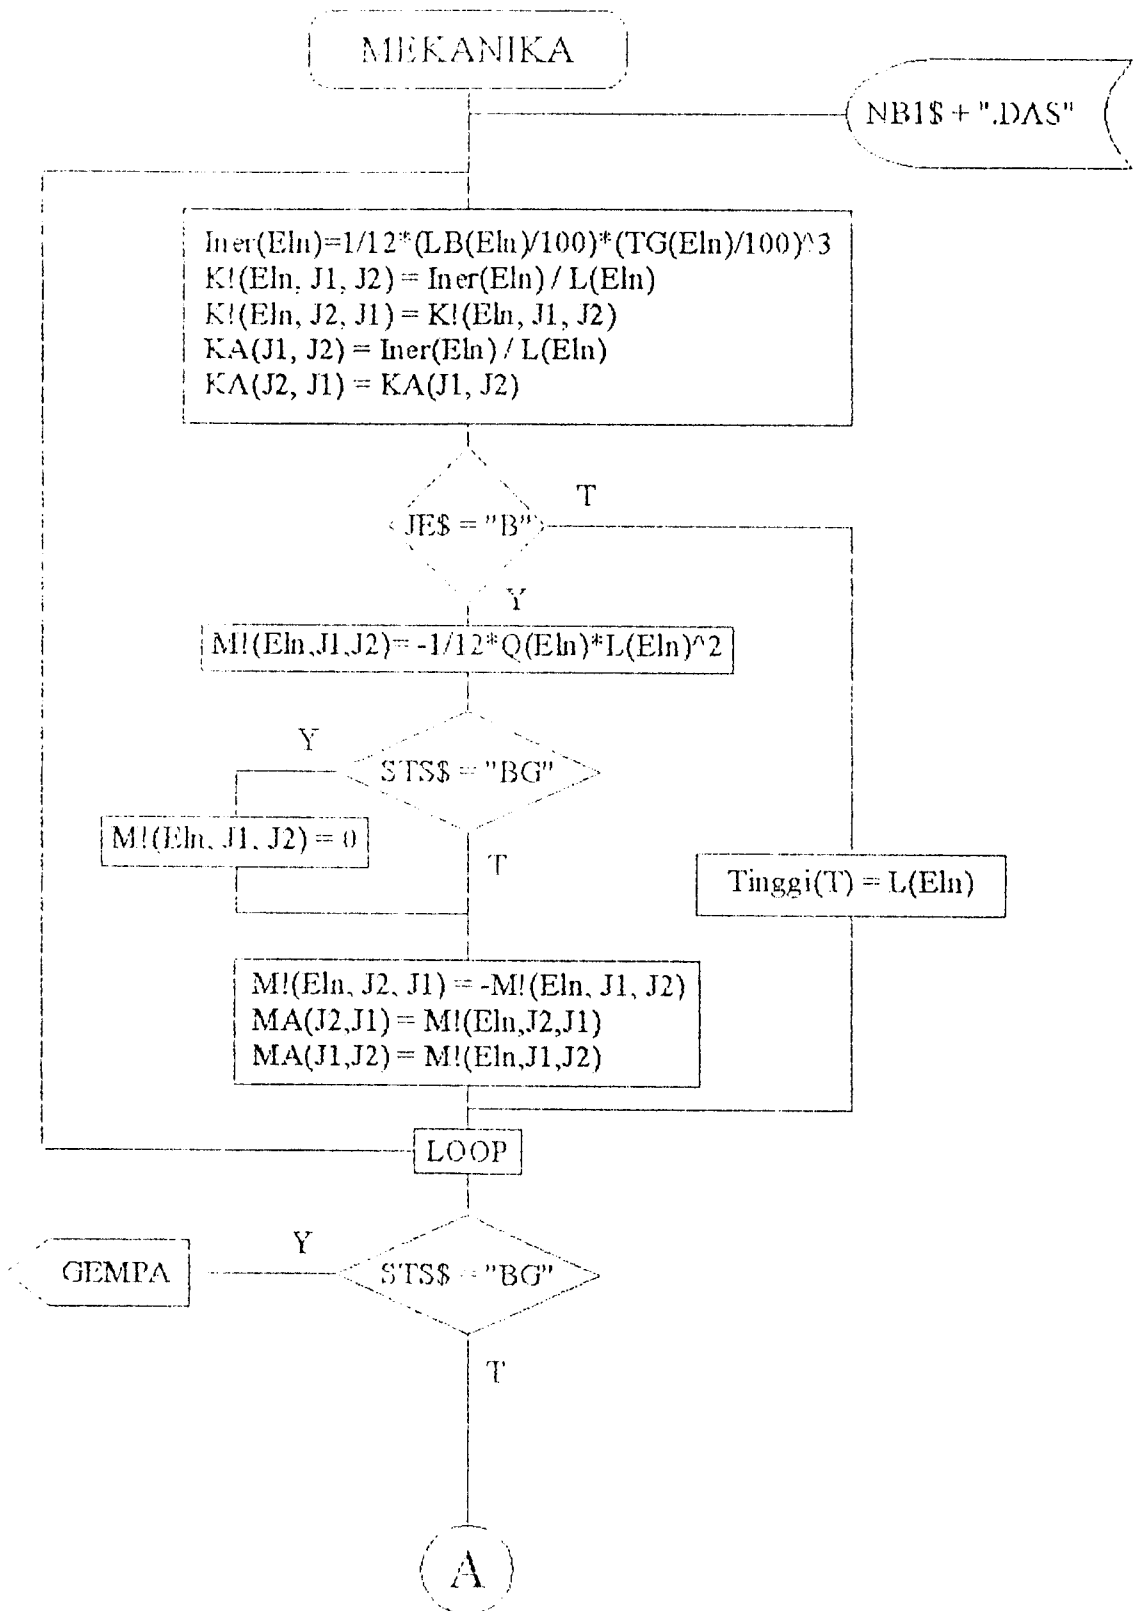 MEKANIKA
NB1$ + ".DAS"
Iner(Eln)=1/12*(LB(Eln)/100)*(TG(Eln)/100)^3
K!(Eln, J1, J2) = Iner(Eln) / L(Eln)
K!(Eln, J2, J1) = K!(Eln, J1, J2)
KA(J1, J2) = Iner(Eln) / L(Eln)
KA(J2, J1) = KA(J1, J2)
T
JE$ = "B"
Y
M!(Eln,J1,J2)= -1/12*Q(Eln)*L(Eln)^2
Y
STS$ = "BG"
M!(Eln, J1, J2) = 0
T
Tinggi(T) = L(Eln)
M!(Eln, J2, J1) = -M!(Eln, J1, J2)
MA(J2,J1) = M!(Eln,J2,J1)
MA(J1,J2) = M!(Eln,J1,J2)
LOOP
Y
GEMPA
STS$ = "BG"
T
A